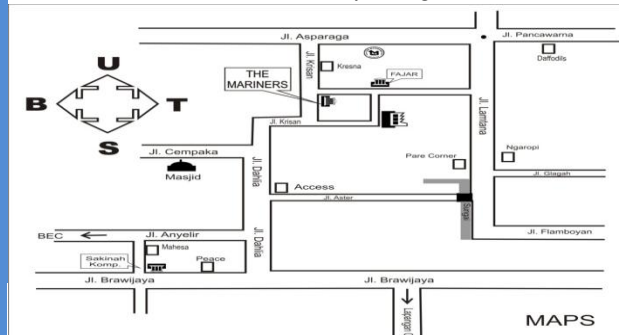 Jl. Asparaga
Jl. Pancawarna
U
B
T
S
Jl. Krisan
Kresna
FAJAR
Daffodils
THE
MARINERS
Jl. Krisan
Jl. Lamtana
Jl. Cempaka
Masjid
Jl. Dahlia
Pare Corner
Ngaropi
Jl. Glagah
Access
Jl. Aster
Sungai
Jl. Flamboyan
BEC
Jl. Anyelir
Jl. Dahlia
Mahesa
Sakinah
Komp.
Peace
Jl. Brawijaya
Jl. Brawijaya
Lapangan
MAPS